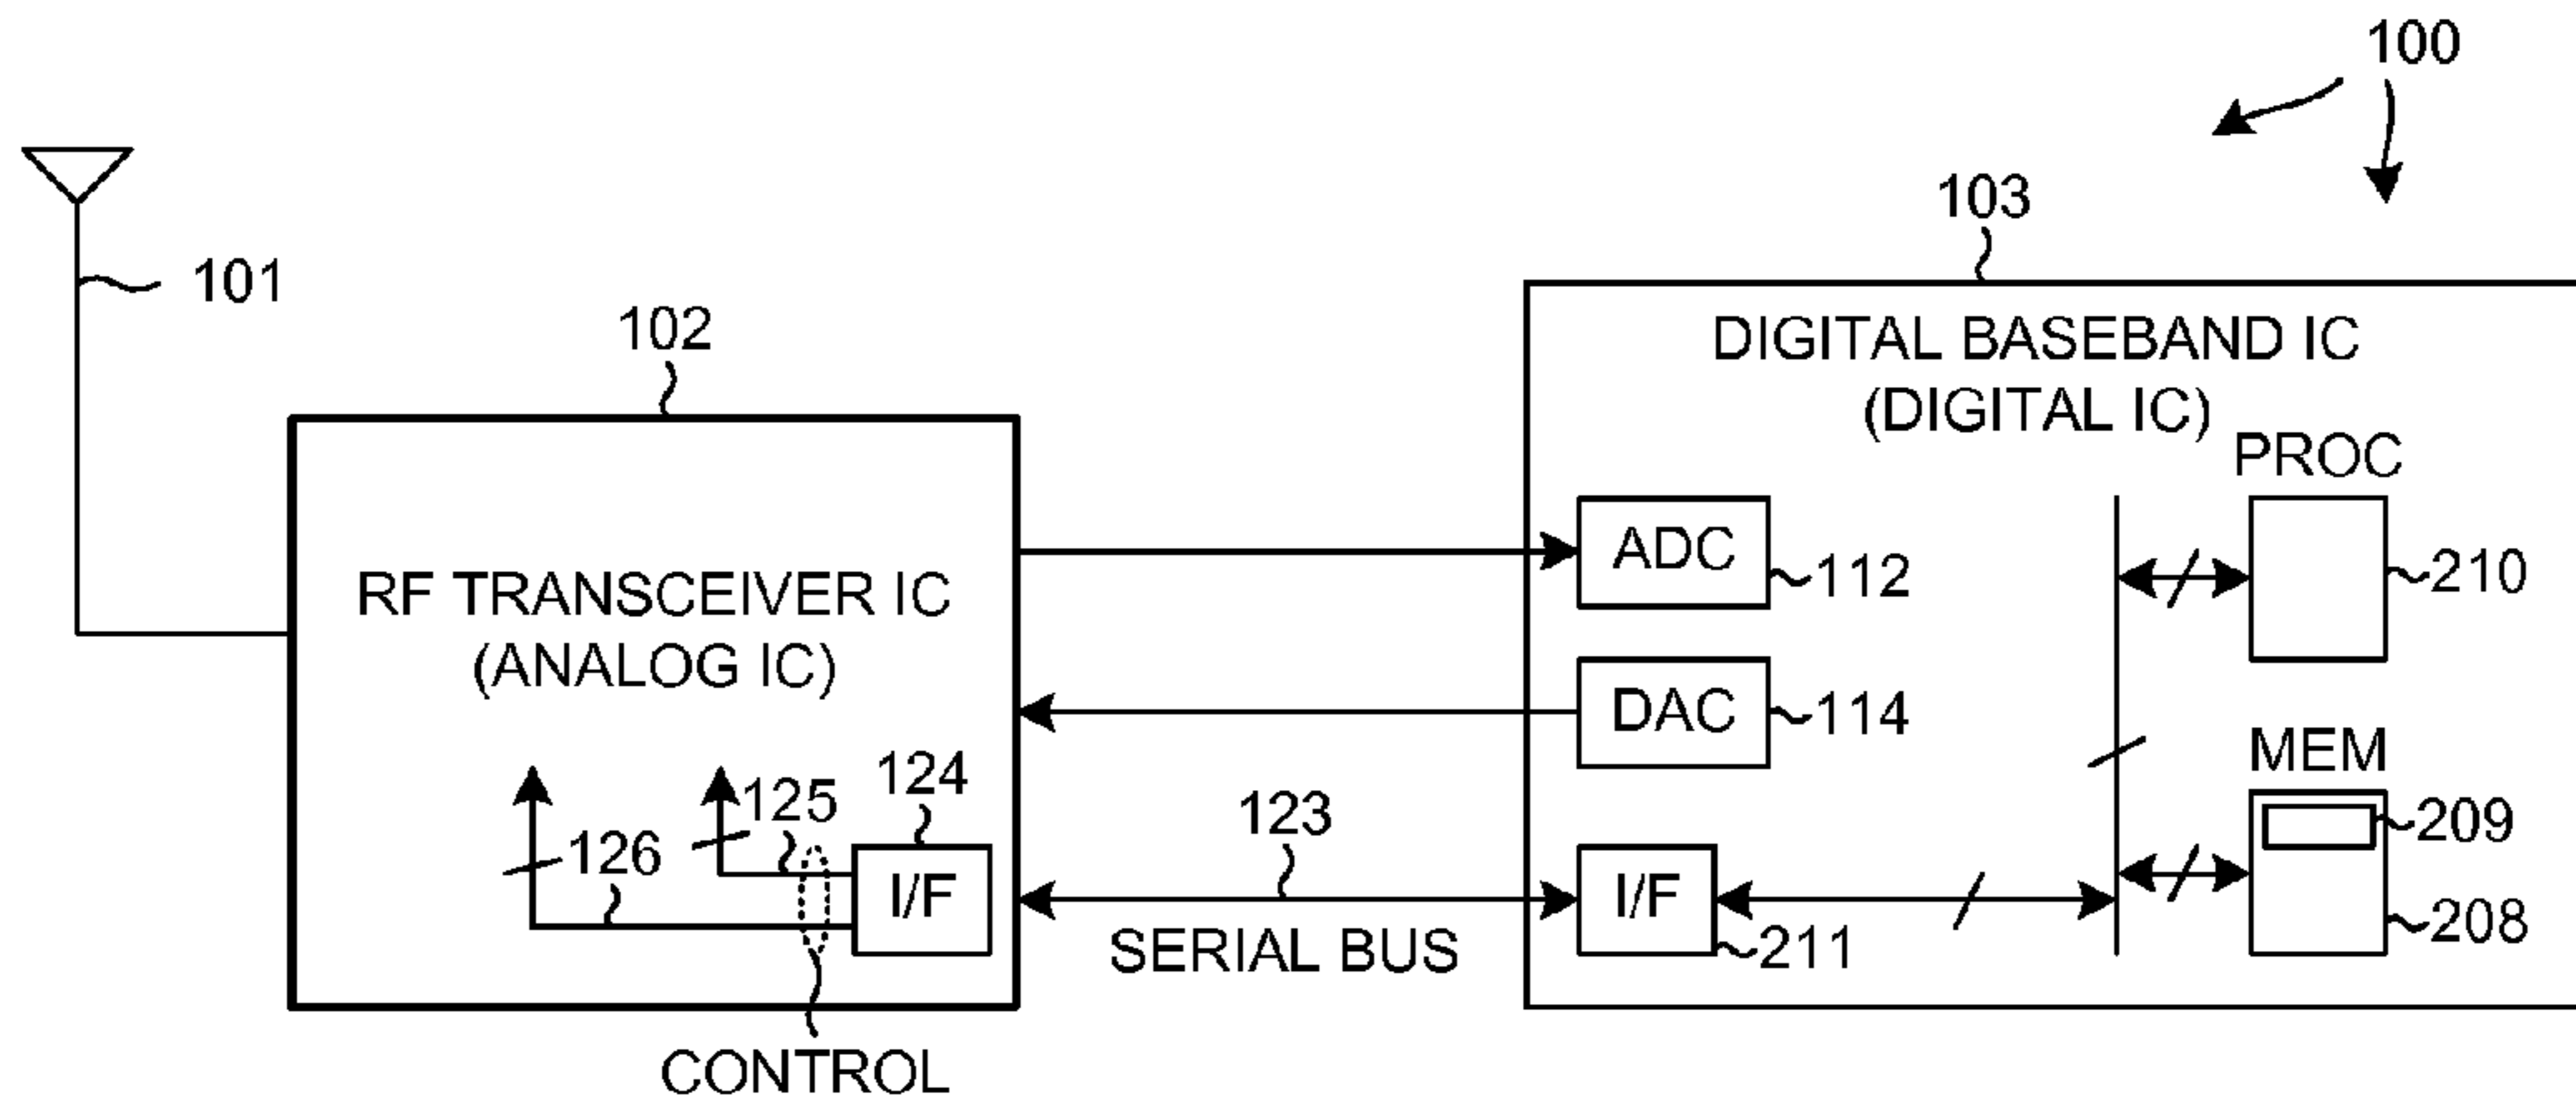 100
103
101
102
DIGITAL BASEBAND IC
(DIGITAL IC)
PROC
RF TRANSCEIVER IC
(ANALOG IC)
ADC
112
210
DAC
114
MEM
124
125
126
I/F
123
SERIAL BUS
I/F
211
209
208
CONTROL